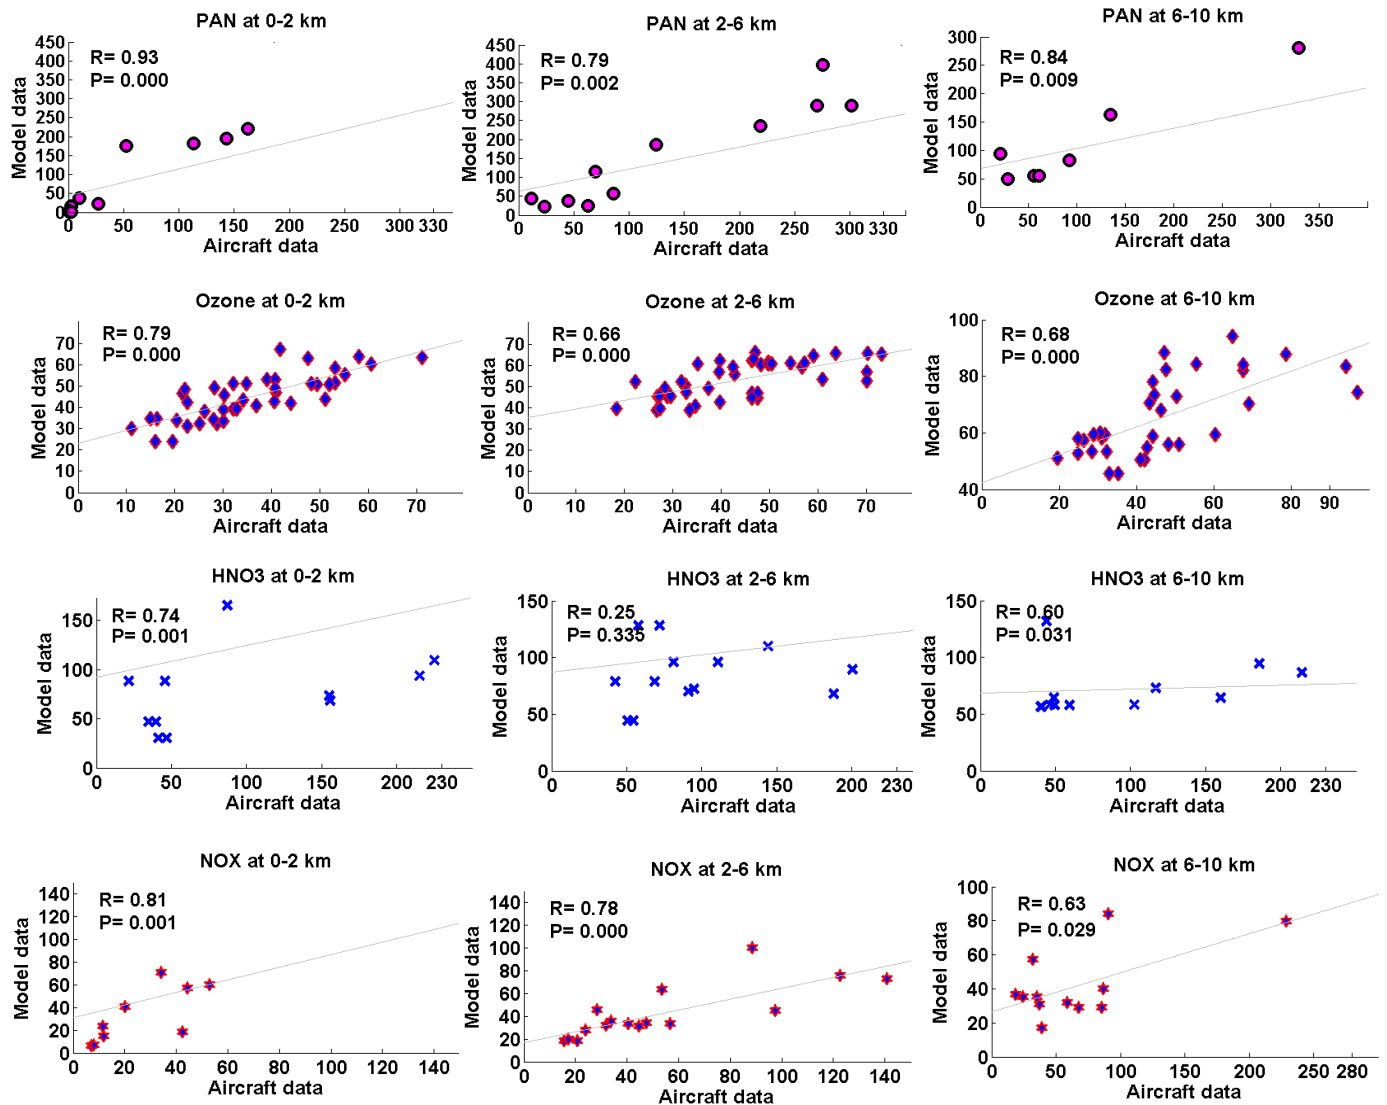 PAN at 0-2 km
R= 0.93
P= 0.000
Model data
450
400
350
300
250
200
150
100
50
0
0 50 100 150 200 250 300 330
Aircraft data
PAN at 2-6 km
R= 0.79
P= 0.002
Model data
450
400
350
300
250
200
150
100
50
0
0 50 100 150 200 250 300 330
Aircraft data
PAN at 6-10 km
R= 0.84
P= 0.009
Model data
300
250
200
150
100
50
0
0 50 100 150 200 250 300 350
Aircraft data
Ozone at 0-2 km
R= 0.79
P= 0.000
Model data
70
60
50
40
30
20
10
0
0 10 20 30 40 50 60 70
Aircraft data
Ozone at 2-6 km
R= 0.66
P= 0.000
Model data
70
60
50
40
30
20
10
0
0 10 20 30 40 50 60 70
Aircraft data
Ozone at 6-10 km
R= 0.68
P= 0.000
Model data
100
80
60
40
0 20 40 60 80 90
Aircraft data
HNO3 at 0-2 km
R= 0.74
P= 0.001
Model data
150
100
50
0
0 50 100 150 200 230
Aircraft data
HNO3 at 2-6 km
R= 0.25
P= 0.335
Model data
150
100
50
0
0 50 100 150 200 230
Aircraft data
HNO3 at 6-10 km
R= 0.60
P= 0.031
Model data
150
100
50
0
0 50 100 150 200 230
Aircraft data
NOX at 0-2 km
R= 0.81
P= 0.001
Model data
140
120
100
80
60
40
20
0
0 20 40 60 80 100 120 140
Aircraft data
NOX at 2-6 km
R= 0.78
P= 0.000
Model data
140
120
100
80
60
40
20
0
0 20 40 60 80 100 120 140
Aircraft data
NOX at 6-10 km
R= 0.63
P= 0.029
Model data
100
80
60
40
20
0
0 50 100 150 200 250 280
Aircraft data